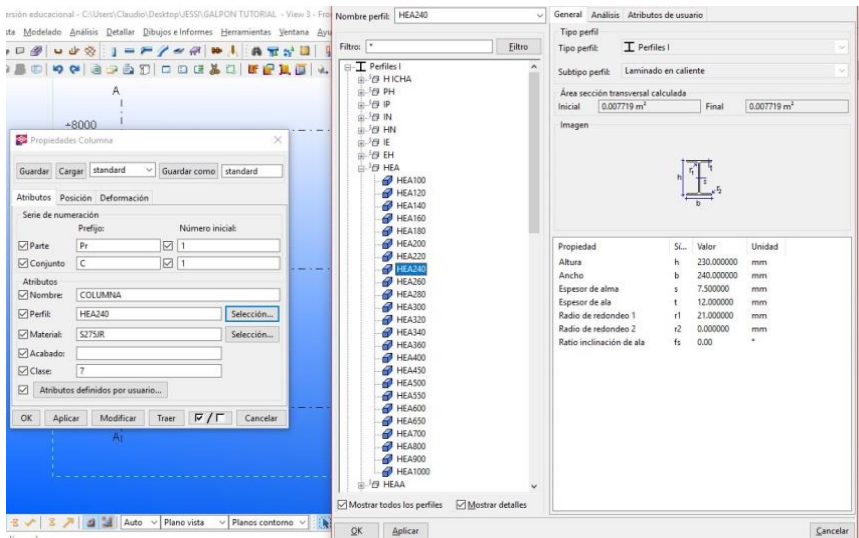 ersión educacional - C:\Users\Claudio\Desktop\JESSI\GALPON TUTORIAL - View 3 - Fro
sta Modelado Análisis Detallar Dibujos e Informes Herramientas Ventana Ayu
A
+8000
Propiedades Columna
Guardar Cargar standard Guardar como standard
Atributos Posición Deformación
Serie de numeración
Prefijo: Número inicial:
Parte Pr 1
Conjunto C 1
Atributos
Nombre: COLUMNA
Perfil: HEA240 Selección...
Material: S275JR Selección...
Acabado:
Clase: 7
Atributos definidos por usuario...
OK Aplicar Modificar Traer / Cancelar
A
Auto Plano vista Planos contorno
Nombre perfil: HEA240
Filtro: * Filtro
Perfiles I
H ICHA
PH
IP
IN
HN
IE
EH
HEA
HEA100
HEA120
HEA140
HEA160
HEA180
HEA200
HEA220
HEA240
HEA260
HEA280
HEA300
HEA320
HEA340
HEA360
HEA400
HEA450
HEA500
HEA550
HEA600
HEA650
HEA700
HEA800
HEA900
HEA1000
HEAA
Mostrar todos los perfiles Mostrar detalles
OK Aplicar Cancelar
General Análisis Atributos de usuario
Tipo perfil
Tipo perfil: Perfiles I
Subtipo perfil: Laminado en caliente
Área sección transversal calculada
Inicial 0.007719 m² Final 0.007719 m²
Imagen
h r1 t s r2 b
Propiedad Sí... Valor Unidad
Altura h 230.000000 mm
Ancho b 240.000000 mm
Espesor de alma s 7.500000 mm
Espesor de ala t 12.000000 mm
Radio de redondeo 1 r1 21.000000 mm
Radio de redondeo 2 r2 0.000000 mm
Ratio inclinación de ala fs 0.00 °